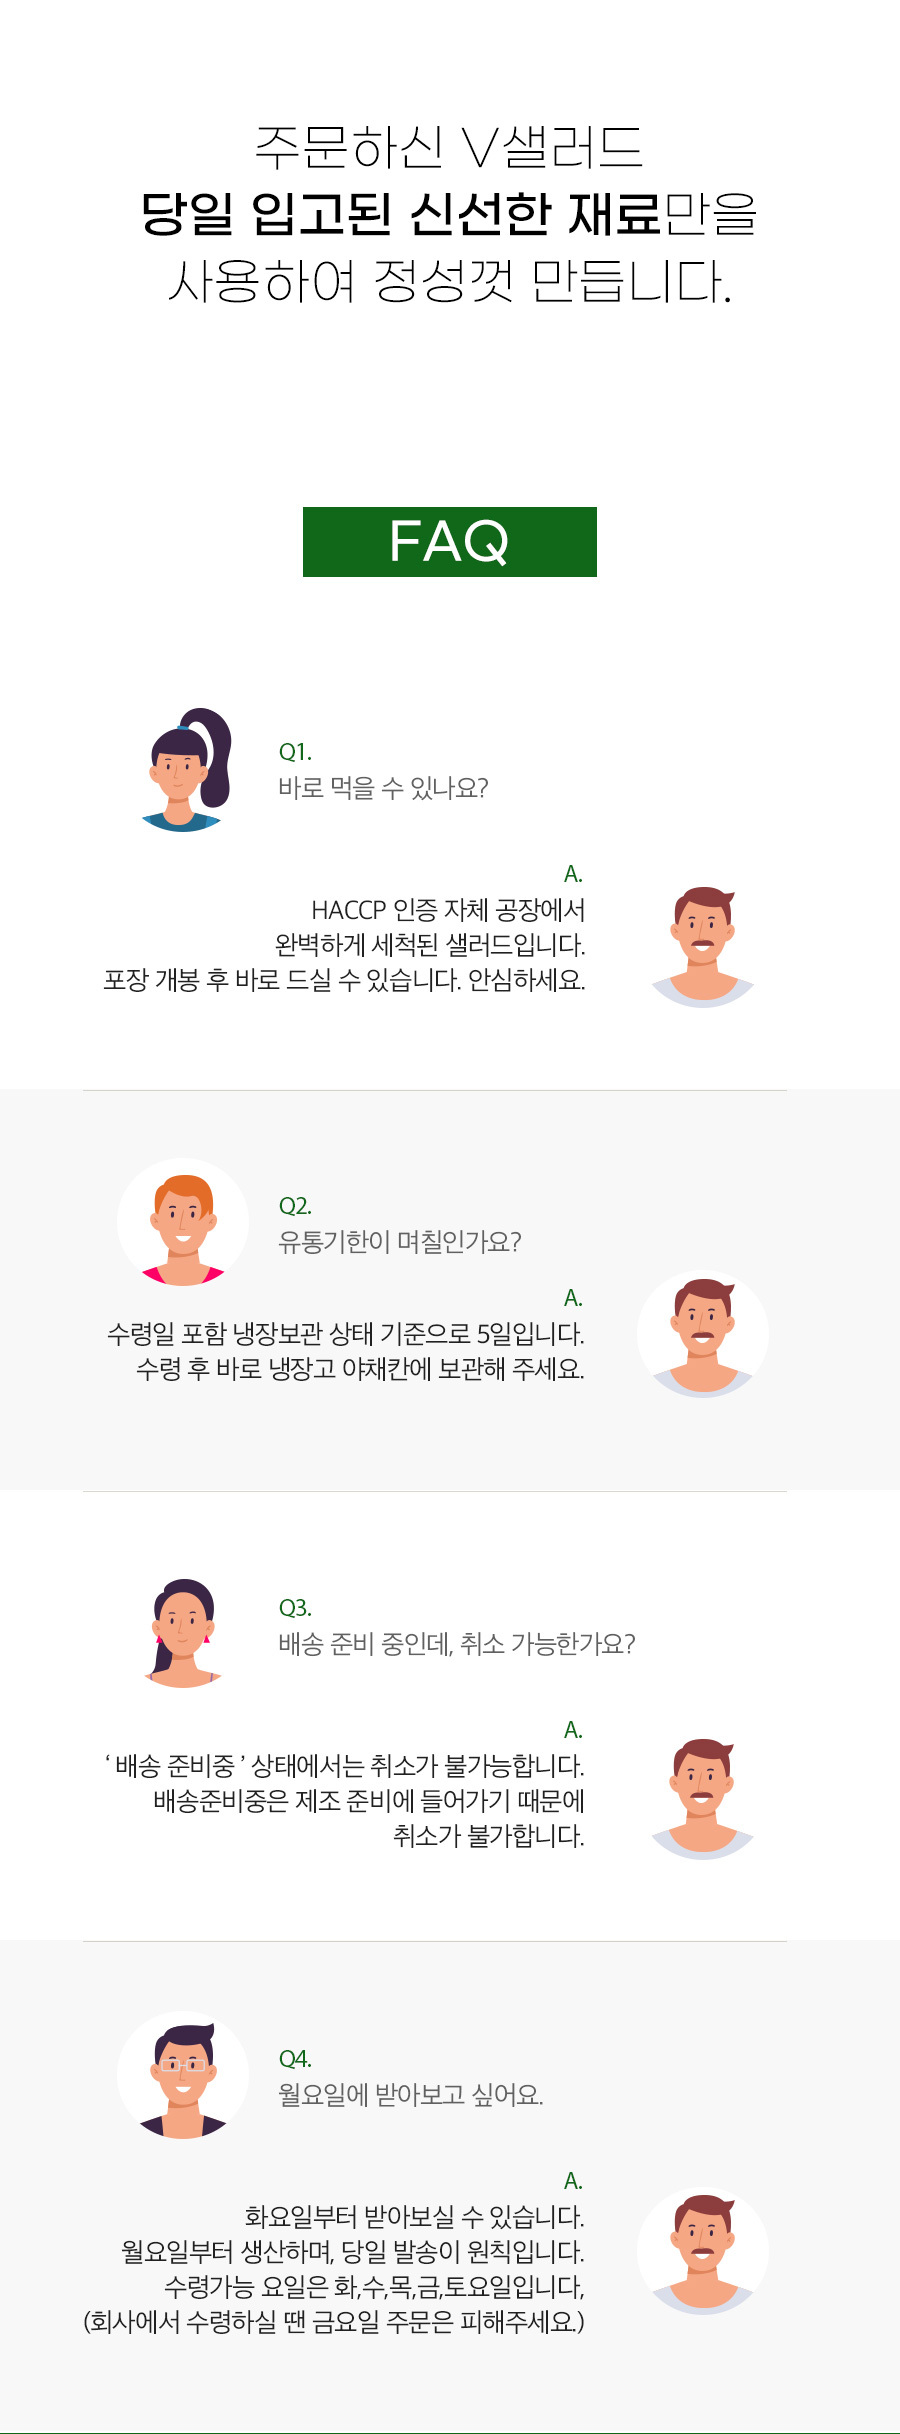 주문하신 V샐러드
당일 입고된 신선한 재료만을
사용하여 정성껏 만듭니다.
FAQ
Q1.
바로 먹을 수 있나요?
A.
HACCP 인증 자체 공장에서
완벽하게 세척된 샐러드입니다.
포장 개봉 후 바로 드실 수 있습니다. 안심하세요.
Q2.
유통기한이 며칠인가요?
A.
수령일 포함 냉장보관 상태 기준으로 5일입니다.
수령 후 바로 냉장고 야채칸에 보관해 주세요.
Q3.
배송 준비 중인데, 취소 가능한가요?
A.
‘ 배송 준비중 ’ 상태에서는 취소가 불가능합니다.
배송준비중은 제조 준비에 들어가기 때문에
취소가 불가합니다.
Q4.
월요일에 받아보고 싶어요.
A.
화요일부터 받아보실 수 있습니다.
월요일부터 생산하며, 당일 발송이 원칙입니다.
수령가능 요일은 화,수,목,금,토요일입니다,
(회사에서 수령하실 땐 금요일 주문은 피해주세요.)